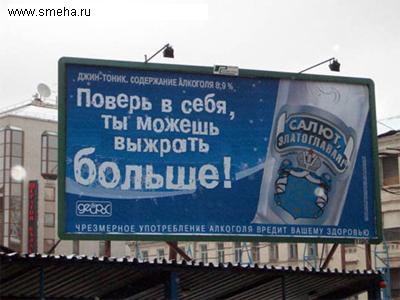 www.smeha.ru
ДЖИН-ТОНИК. СОДЕРЖАНИЕ АЛКОГОЛЯ 8,9 %
Поверь в себя,
ты можешь
выжрать
больше!
САЛЮТ,
ЗЛАТОГЛАВАЯ!
ЧРЕЗМЕРНОЕ УПОТРЕБЛЕНИЕ АЛКОГОЛЯ ВРЕДИТ ВАШЕМУ ЗДОРОВЬЮ